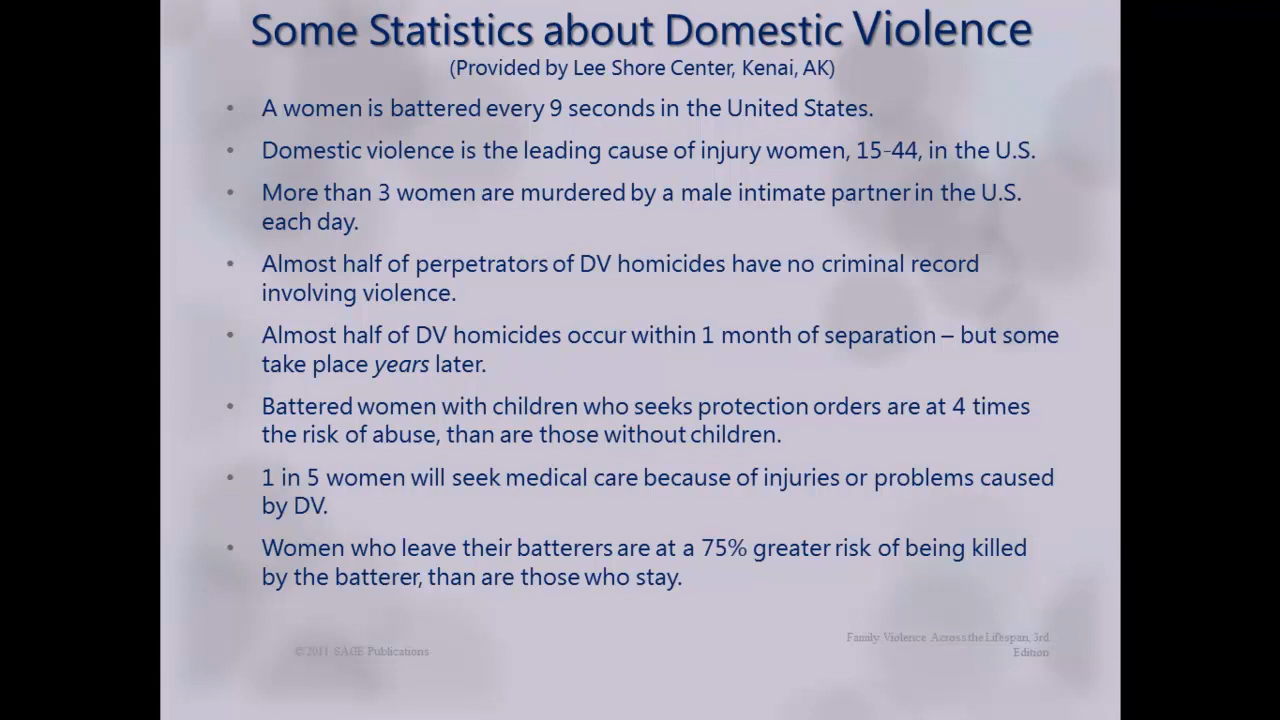 Some Statistics about Domestic Violence
(Provided by Lee Shore Center, Kenai, AK)
• A women is battered every 9 seconds in the United States.
• Domestic violence is the leading cause of injury women, 15-44, in the U.S.
• More than 3 women are murdered by a male intimate partner in the U.S.
each day.
• Almost half of perpetrators of DV homicides have no criminal record
involving violence.
• Almost half of DV homicides occur within 1 month of separation – but some
take place years later.
• Battered women with children who seeks protection orders are at 4 times
the risk of abuse, than are those without children.
• 1 in 5 women will seek medical care because of injuries or problems caused
by DV.
• Women who leave their batterers are at a 75% greater risk of being killed
by the batterer, than are those who stay.
©2011 SAGE Publications
Family Violence Across the Lifespan, 3rd
Edition